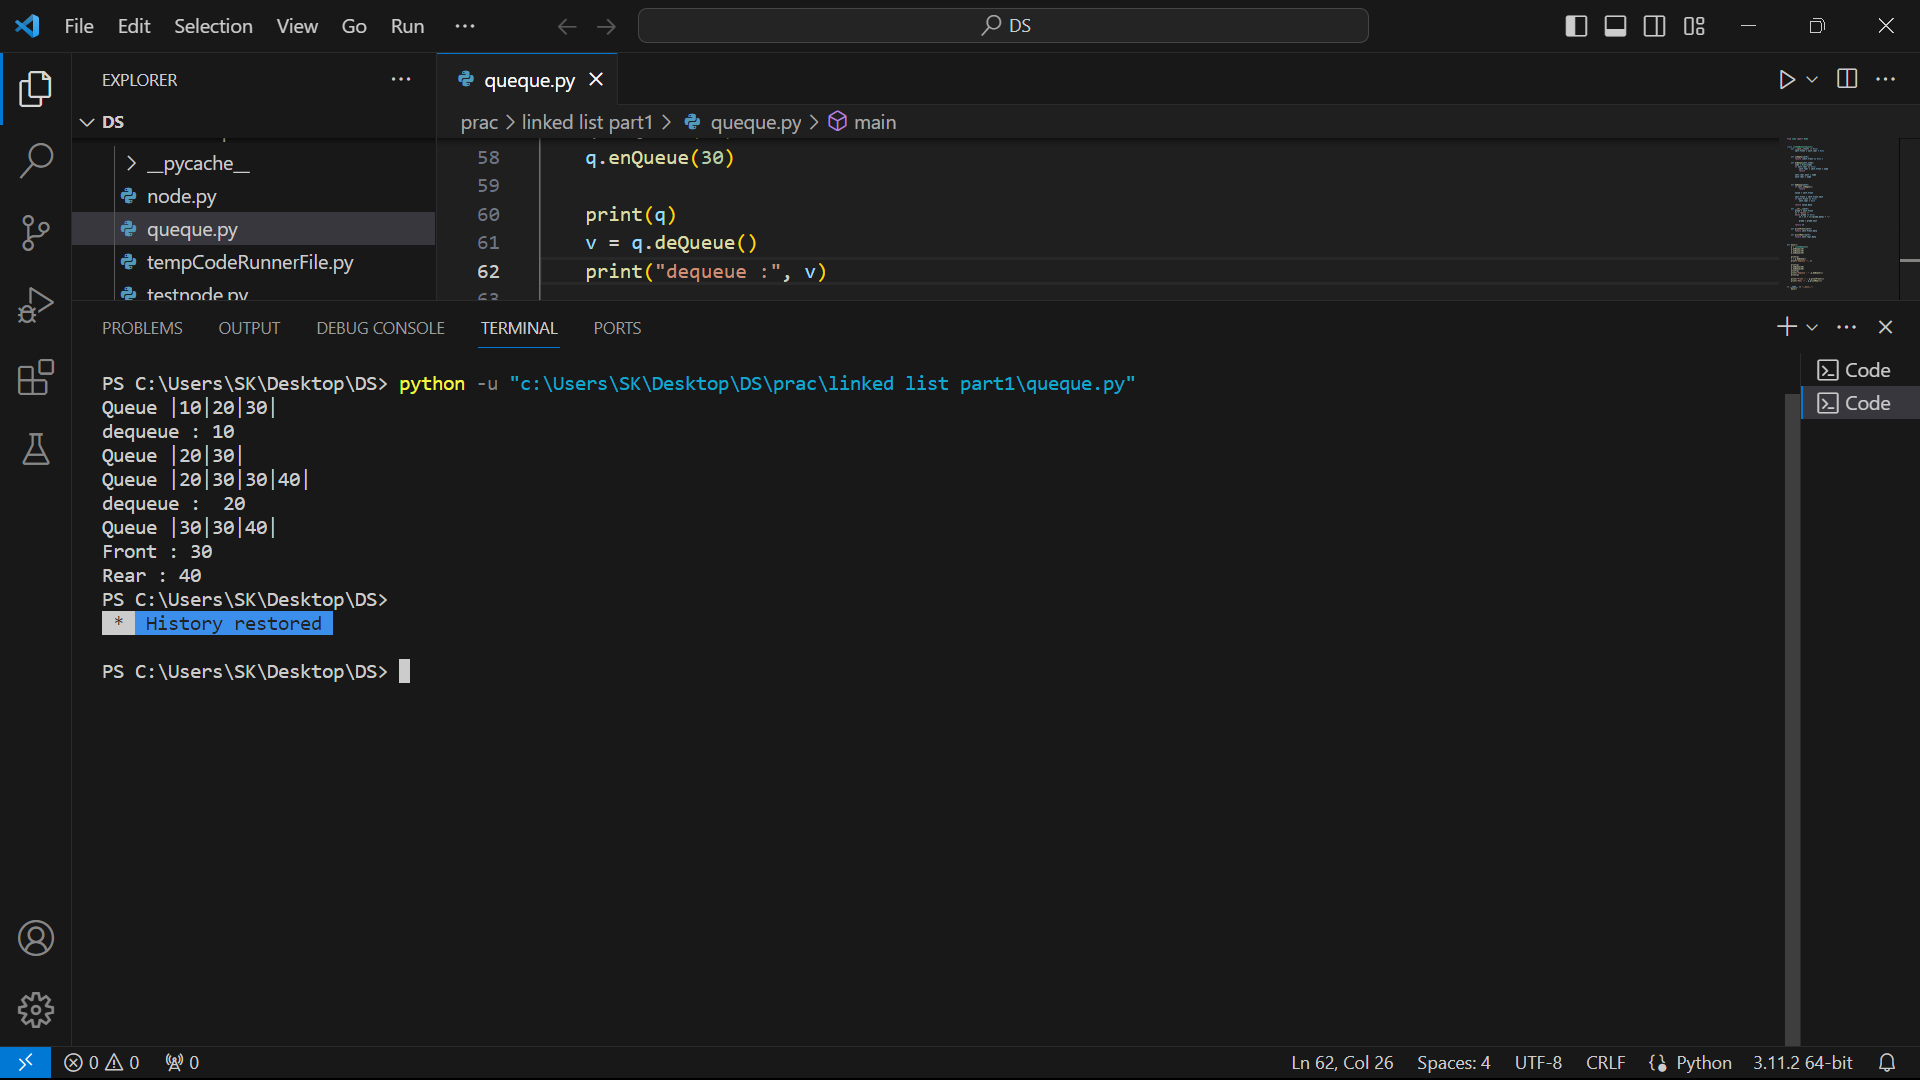 File Edit Selection View Go Run ··· DS
EXPLORER ···
queque.py
DS
prac > linked list part1 > queque.py > main
__pycache__
node.py
queque.py
tempCodeRunnerFile.py
testnode.py
58 q.enQueue(30)
59
60 print(q)
61 v = q.deQueue()
62 print("dequeue :", v)
63
PROBLEMS OUTPUT DEBUG CONSOLE TERMINAL PORTS
PS C:\Users\SK\Desktop\DS> python -u "c:\Users\SK\Desktop\DS\prac\linked list part1\queque.py"
Queue |10|20|30|
dequeue : 10
Queue |20|30|
Queue |20|30|30|40|
dequeue :  20
Queue |30|30|40|
Front : 30
Rear : 40
PS C:\Users\SK\Desktop\DS>
* History restored
PS C:\Users\SK\Desktop\DS>
Code
Code
0 0 0 Ln 62, Col 26 Spaces: 4 UTF-8 CRLF Python 3.11.2 64-bit